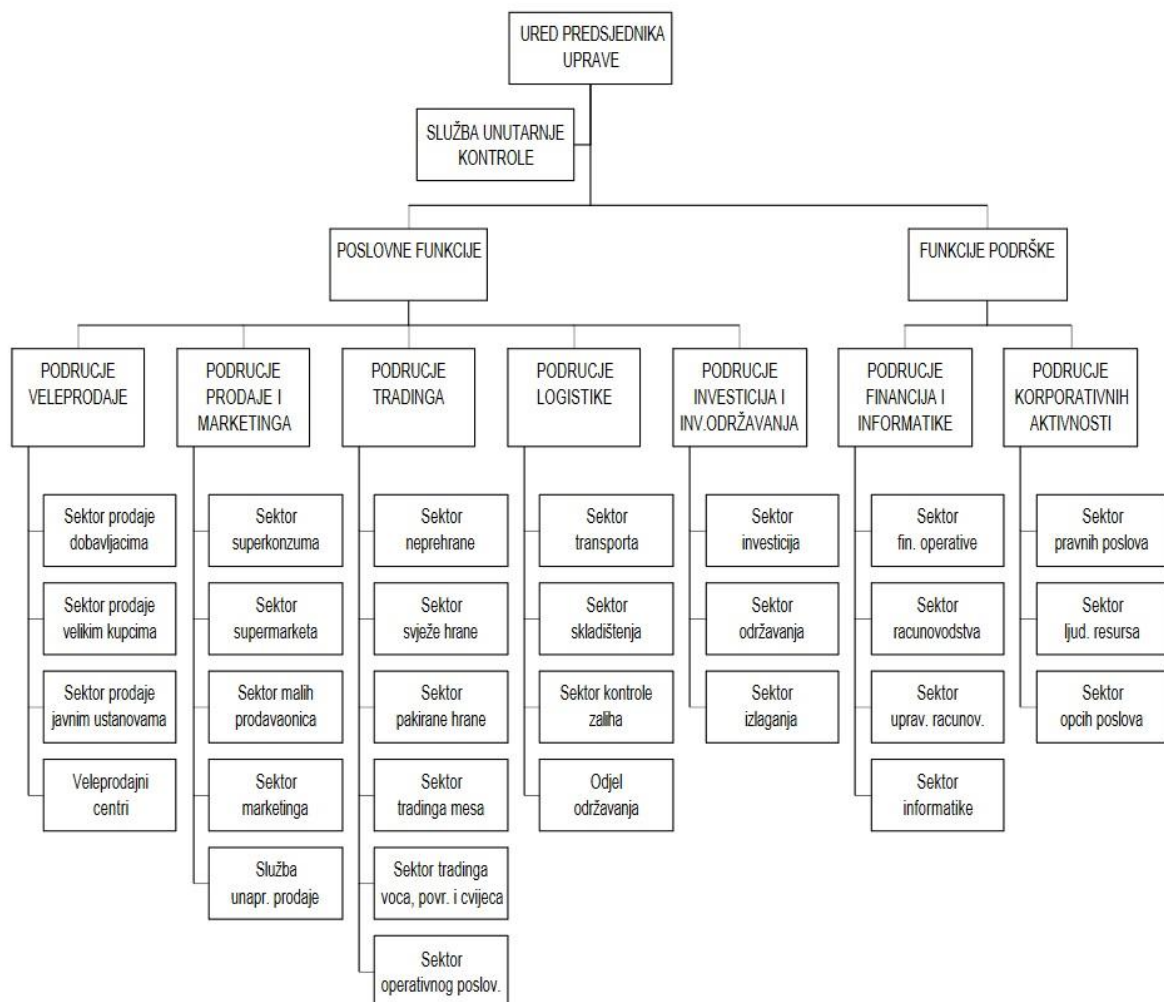 URED PREDSJEDNIKA
UPRAVE
SLUŽBA UNUTARNJE
KONTROLE
POSLOVNE FUNKCIJE
FUNKCIJE PODRŠKE
PODRUCJE
VELEPRODAJE
PODRUCJE
PRODAJE I
MARKETINGA
PODRUCJE
TRADINGA
PODRUCJE
LOGISTIKE
PODRUCJE
INVESTICIJA I
INV.ODRŽAVANJA
PODRUCJE
FINANCIJA I
INFORMATIKE
PODRUCJE
KORPORATIVNIH
AKTIVNOSTI
Sektor prodaje
dobavljacima
Sektor prodaje
velikim kupcima
Sektor prodaje
javnim ustanovama
Veleprodajni
centri
Sektor
superkonzuma
Sektor
supermarketa
Sektor malih
prodavaonica
Sektor
marketinga
Služba
unapr. prodaje
Sektor
neprehrane
Sektor
svježe hrane
Sektor
pakirane hrane
Sektor
tradinga mesa
Sektor tradinga
voca, povr. i cvijeca
Sektor
operativnog poslov.
Sektor
transporta
Sektor
skladištenja
Sektor kontrole
zaliha
Odjel
održavanja
Sektor
investicija
Sektor
održavanja
Sektor
izlaganja
Sektor
fin. operative
Sektor
racunovodstva
Sektor
uprav. racunov.
Sektor
informatike
Sektor
pravnih poslova
Sektor
ljud. resursa
Sektor
opcih poslova